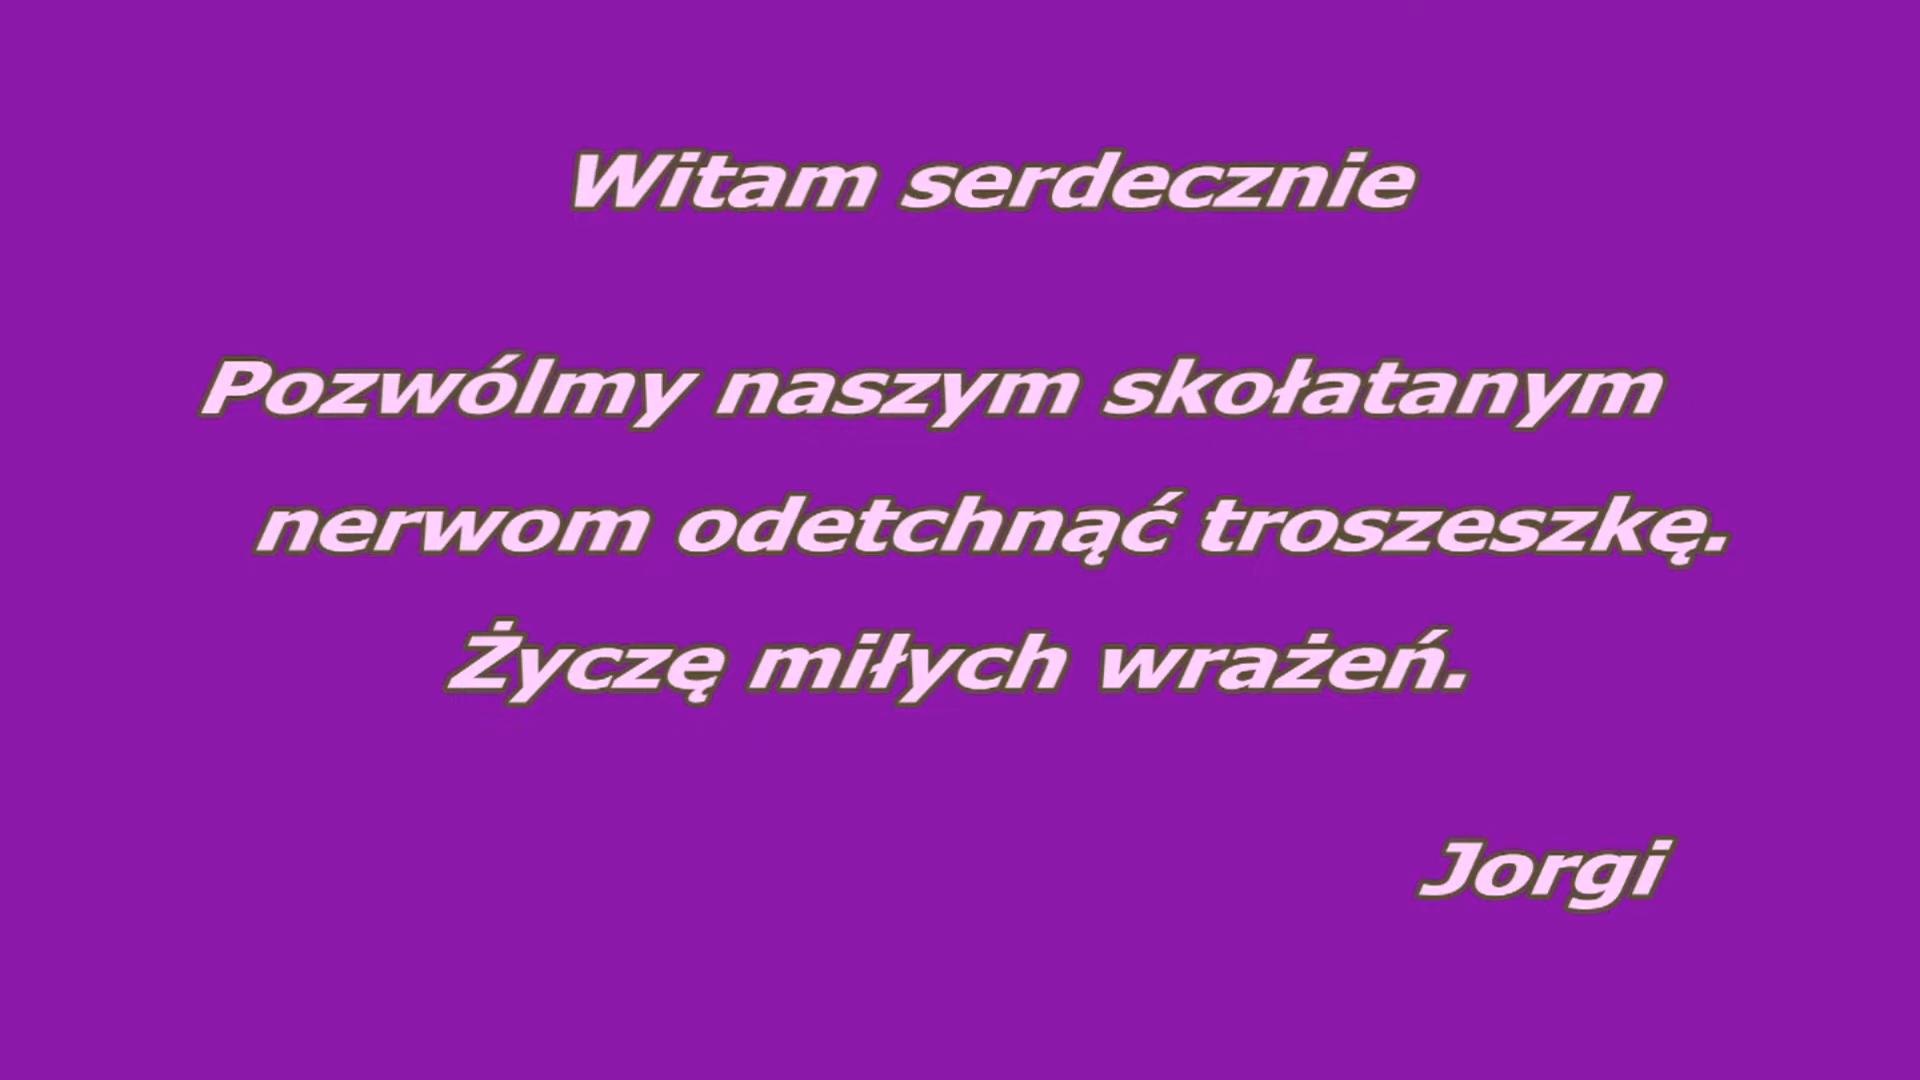 Witam serdecznie
Pozwólmy naszym skołatanym
nerwom odetchnąć troszeszkę.
Życzę miłych wrażeń.
Jorgi